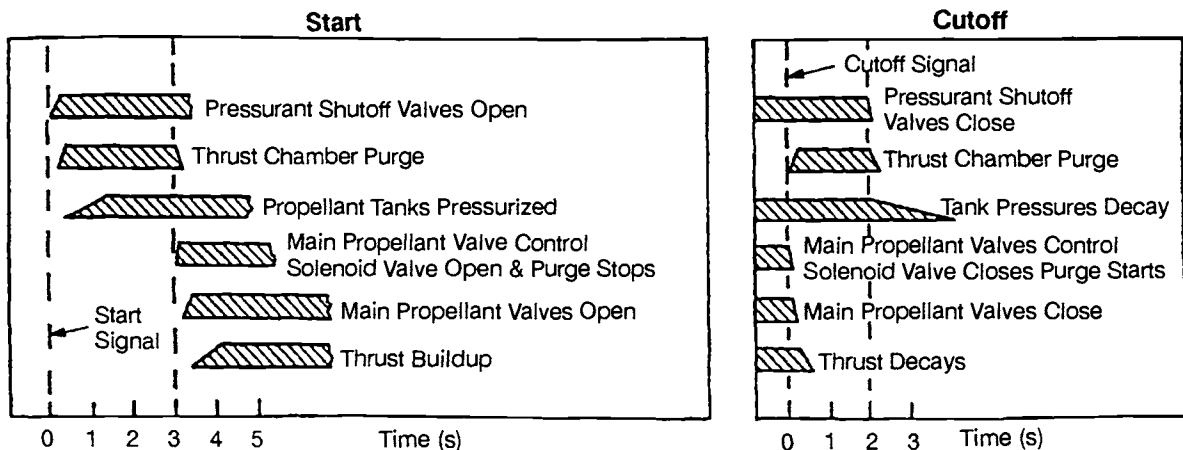 Start
Pressurant Shutoff Valves Open
Thrust Chamber Purge
Propellant Tanks Pressurized
Main Propellant Valve Control
Solenoid Valve Open & Purge Stops
Main Propellant Valves Open
Start
Signal
Thrust Buildup
0 1 2 3 4 5 Time (s)
Cutoff
Cutoff Signal
Pressurant Shutoff
Valves Close
Thrust Chamber Purge
Tank Pressures Decay
Main Propellant Valves Control
Solenoid Valve Closes Purge Starts
Main Propellant Valves Close
Thrust Decays
0 2 3 Time (s)